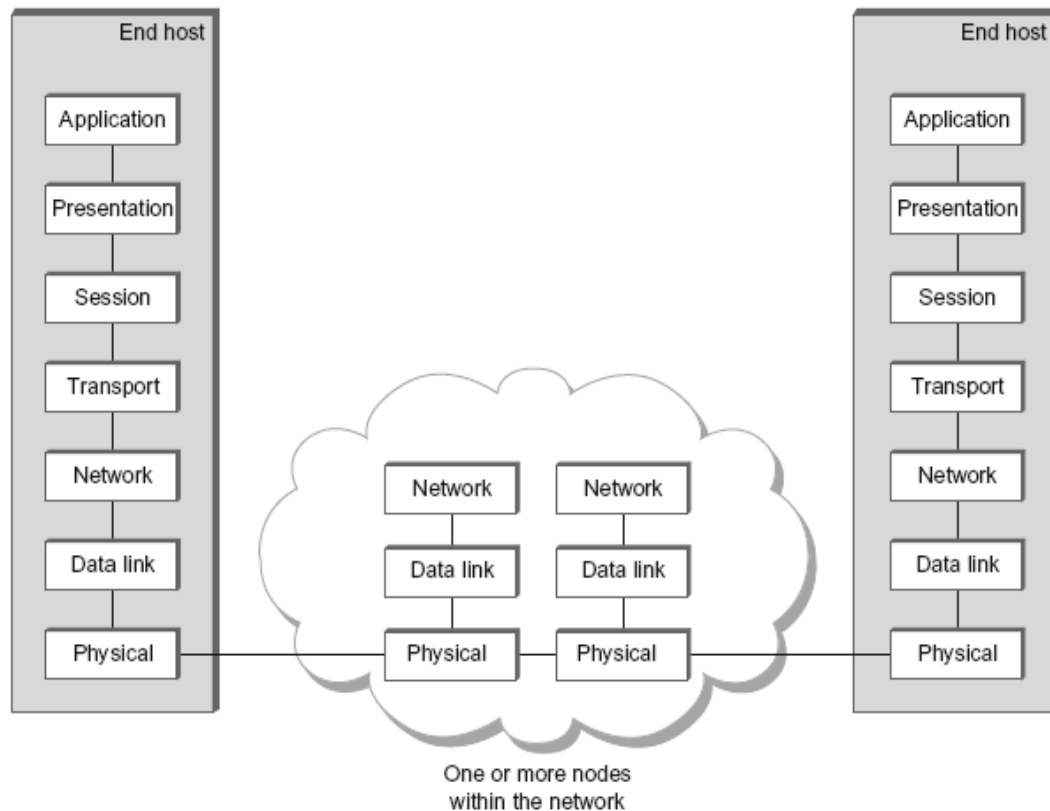 End host
End host
Application
Application
Presentation
Presentation
Session
Session
Transport
Transport
Network
Network
Network
Network
Data link
Data link
Data link
Data link
Physical
Physical
Physical
Physical
One or more nodes
within the network